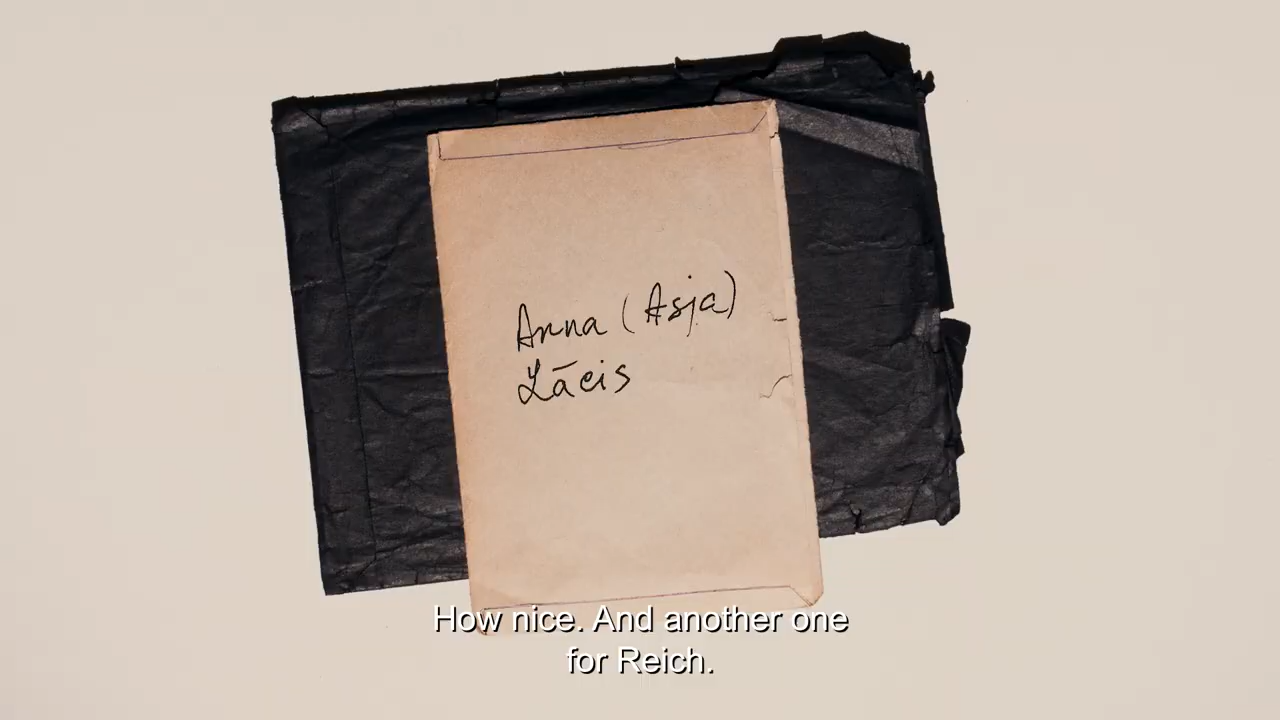 Anna (Asja)
Lācis
How nice. And another one
for Reich.